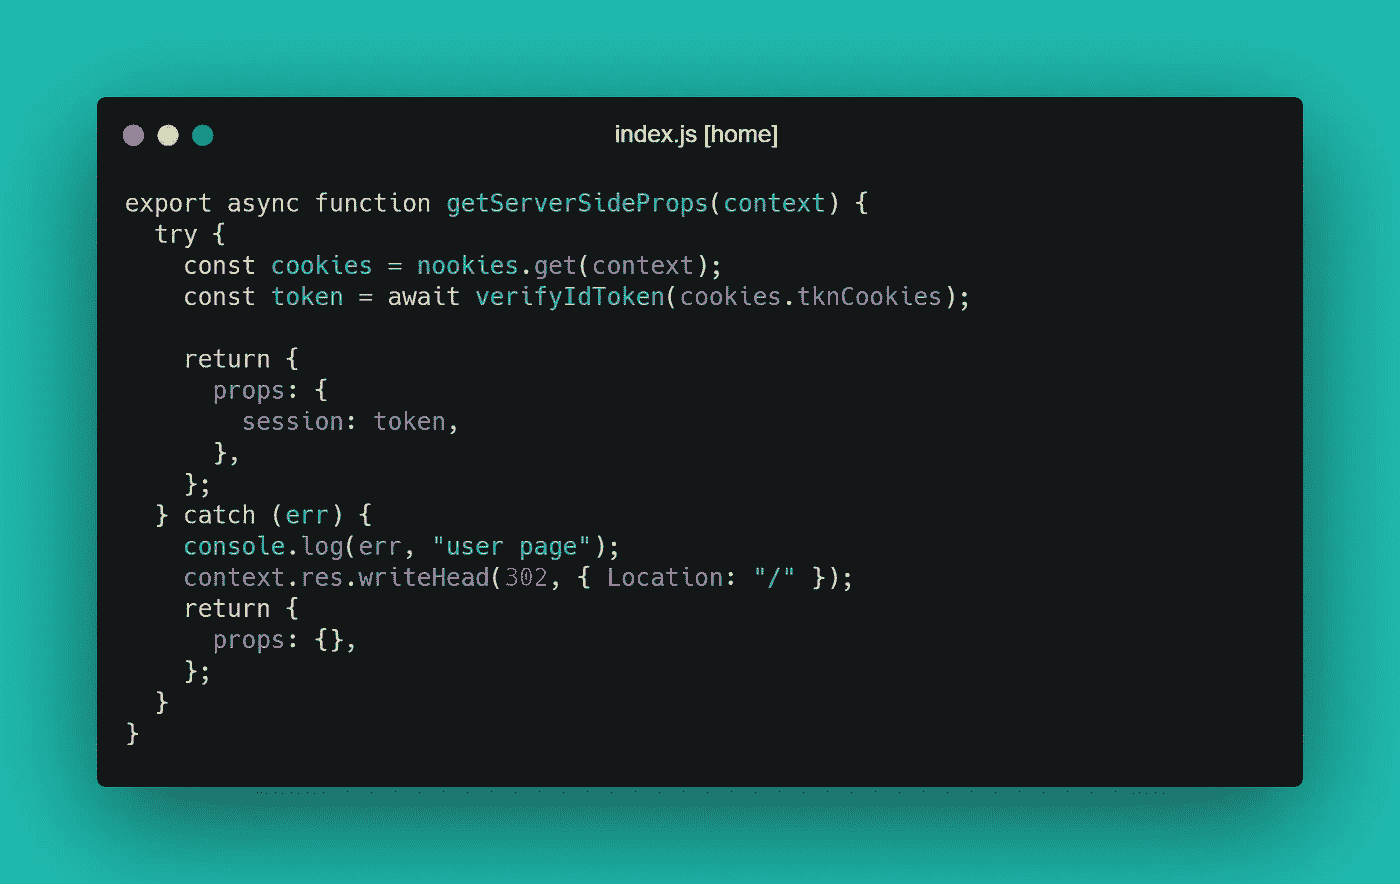 index.js [home]
export async function getServerSideProps(context) {
  try {
    const cookies = nookies.get(context);
    const token = await verifyIdToken(cookies.tknCookies);

    return {
      props: {
        session: token,
      },
    };
  } catch (err) {
    console.log(err, "user page");
    context.res.writeHead(302, { Location: "/" });
    return {
      props: {},
    };
  }
}